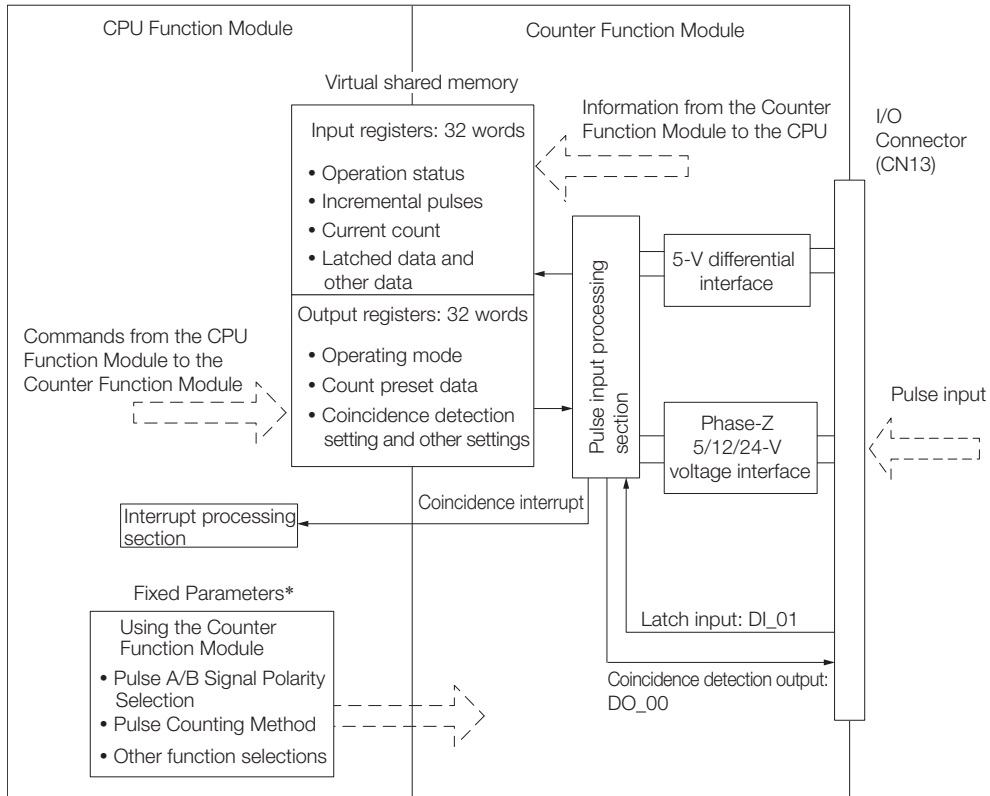 CPU Function Module
Counter Function Module
Virtual shared memory
Input registers: 32 words
• Operation status
• Incremental pulses
• Current count
• Latched data and
other data
Output registers: 32 words
• Operating mode
• Count preset data
• Coincidence detection
setting and other settings
Information from the Counter
Function Module to the CPU
I/O
Connector
(CN13)
Pulse input processing
section
5-V differential
interface
Phase-Z
5/12/24-V
voltage interface
Pulse input
Commands from the CPU
Function Module to the
Counter Function Module
Coincidence interrupt
Interrupt processing
section
Latch input: DI_01
Coincidence detection output:
DO_00
Fixed Parameters*
Using the Counter
Function Module
• Pulse A/B Signal Polarity
Selection
• Pulse Counting Method
• Other function selections